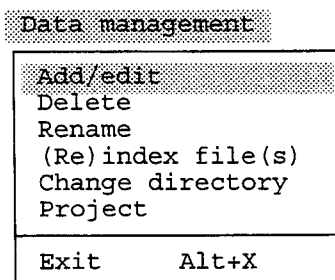 Data management
Add/edit
Delete
Rename
(Re)index file(s)
Change directory
Project
Exit Alt+X